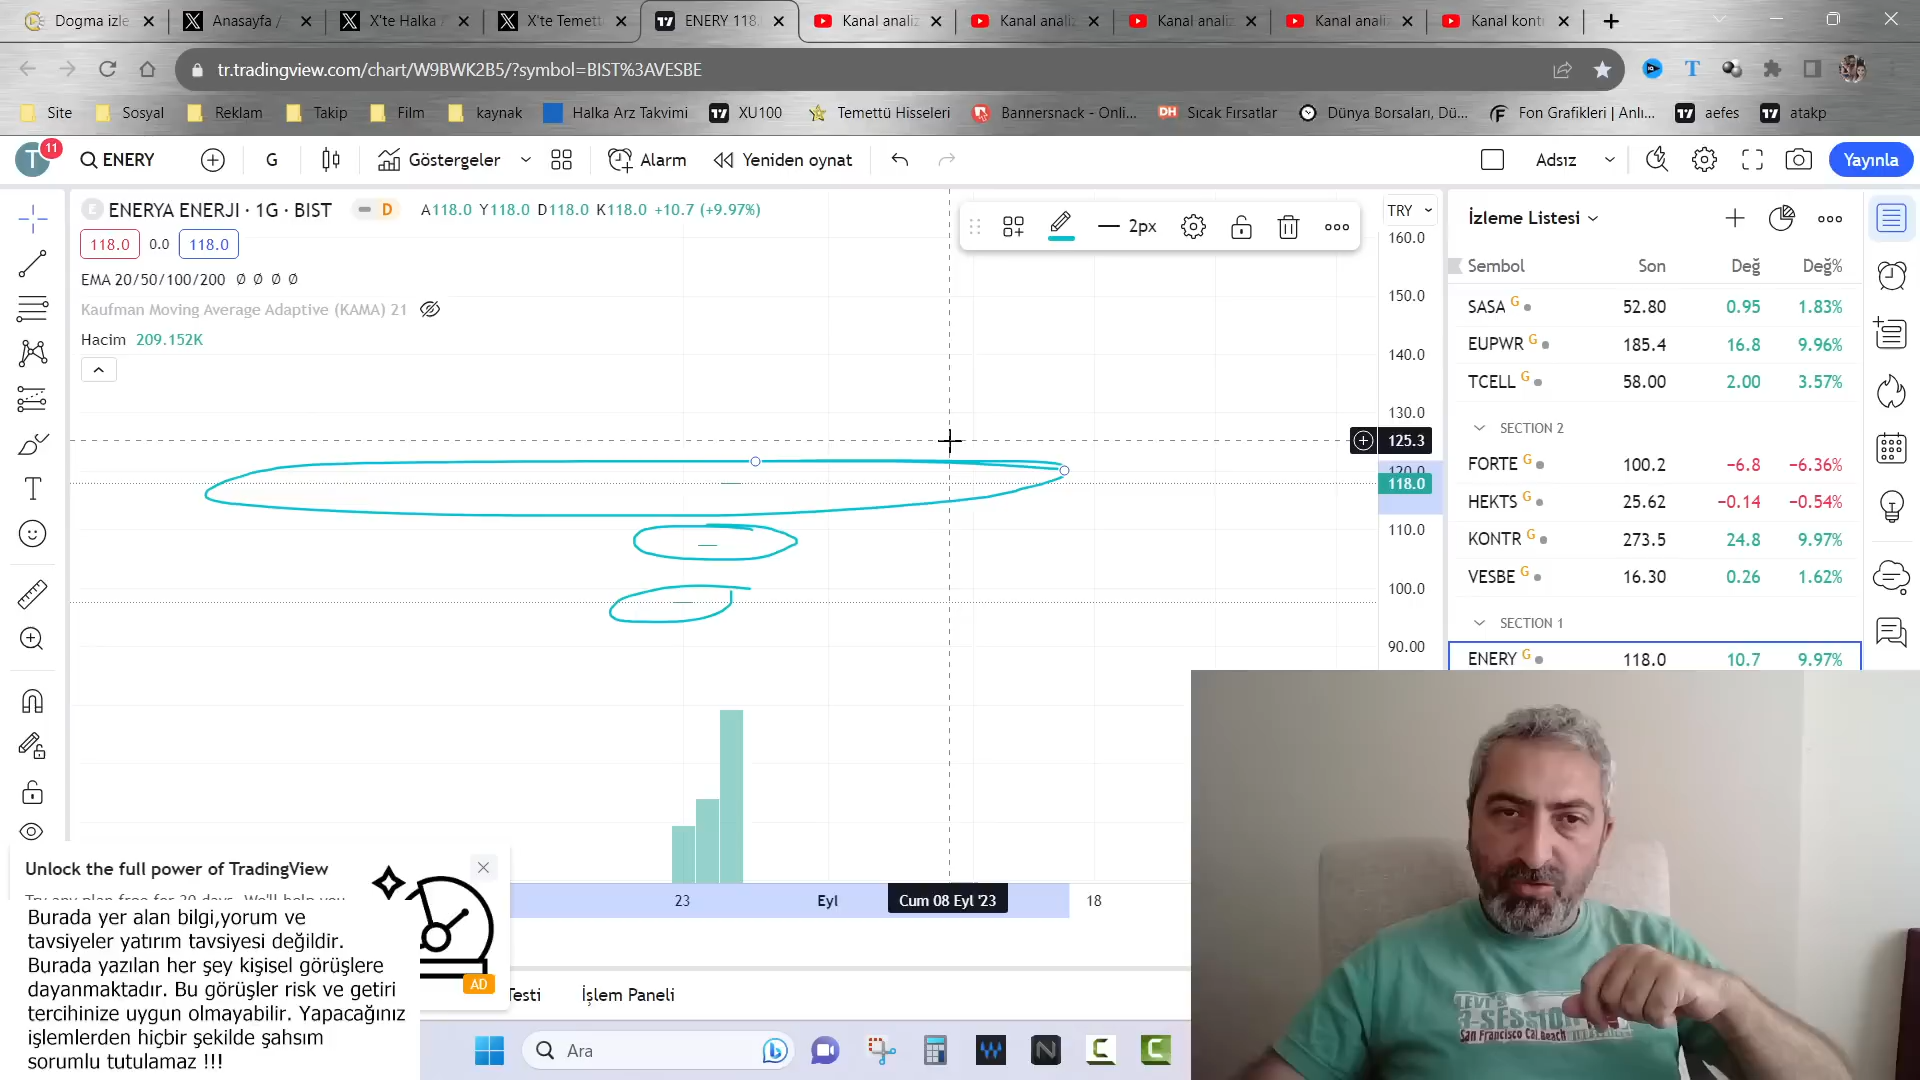 Dogma izle
Anasayfa /
X'te Halka
X'te Temett
ENERY 118.
Kanal analiz
Kanal analiz
Kanal analiz
Kanal analiz
Kanal kont
tr.tradingview.com/chart/W9BWK2B5/?symbol=BIST%3AVESBE
Site
Sosyal
Reklam
Takip
Film
kaynak
Halka Arz Takvimi
XU100
Temettü Hisseleri
Bannersnack - Onli...
Sıcak Fırsatlar
Dünya Borsaları, Dü...
Fon Grafikleri | Anlı...
aefes
atakp
T 11
ENERY
G
Göstergeler
Alarm
Yeniden oynat
Adsız
Yayınla
E ENERYA ENERJI · 1G · BIST
D
A118.0 Y118.0 D118.0 K118.0 +10.7 (+9.97%)
118.0 0.0 118.0
EMA 20/50/100/200 Ø Ø Ø Ø
Kaufman Moving Average Adaptive (KAMA) 21
Hacim 209.152K
2px
TRY
160.0
150.0
140.0
130.0
125.3
120.0
118.0
110.0
100.0
90.00
23
Eyl
Cum 08 Eyl '23
18
İzleme Listesi
Sembol Son Değ Değ%
SASA G 52.80 0.95 1.83%
EUPWR G 185.4 16.8 9.96%
TCELL G 58.00 2.00 3.57%
SECTION 2
FORTE G 100.2 −6.8 −6.36%
HEKTS G 25.62 −0.14 −0.54%
KONTR G 273.5 24.8 9.97%
VESBE G 16.30 0.26 1.62%
SECTION 1
ENERY G 118.0 10.7 9.97%
Unlock the full power of TradingView
Burada yer alan bilgi,yorum ve
tavsiyeler yatırım tavsiyesi değildir.
Burada yazılan her şey kişisel görüşlere
dayanmaktadır. Bu görüşler risk ve getiri
tercihinize uygun olmayabilir. Yapacağınız
işlemlerden hiçbir şekilde şahsım
sorumlu tutulamaz !!!
AD
Testi
İşlem Paneli
Ara
San Francisco Cal.Beach